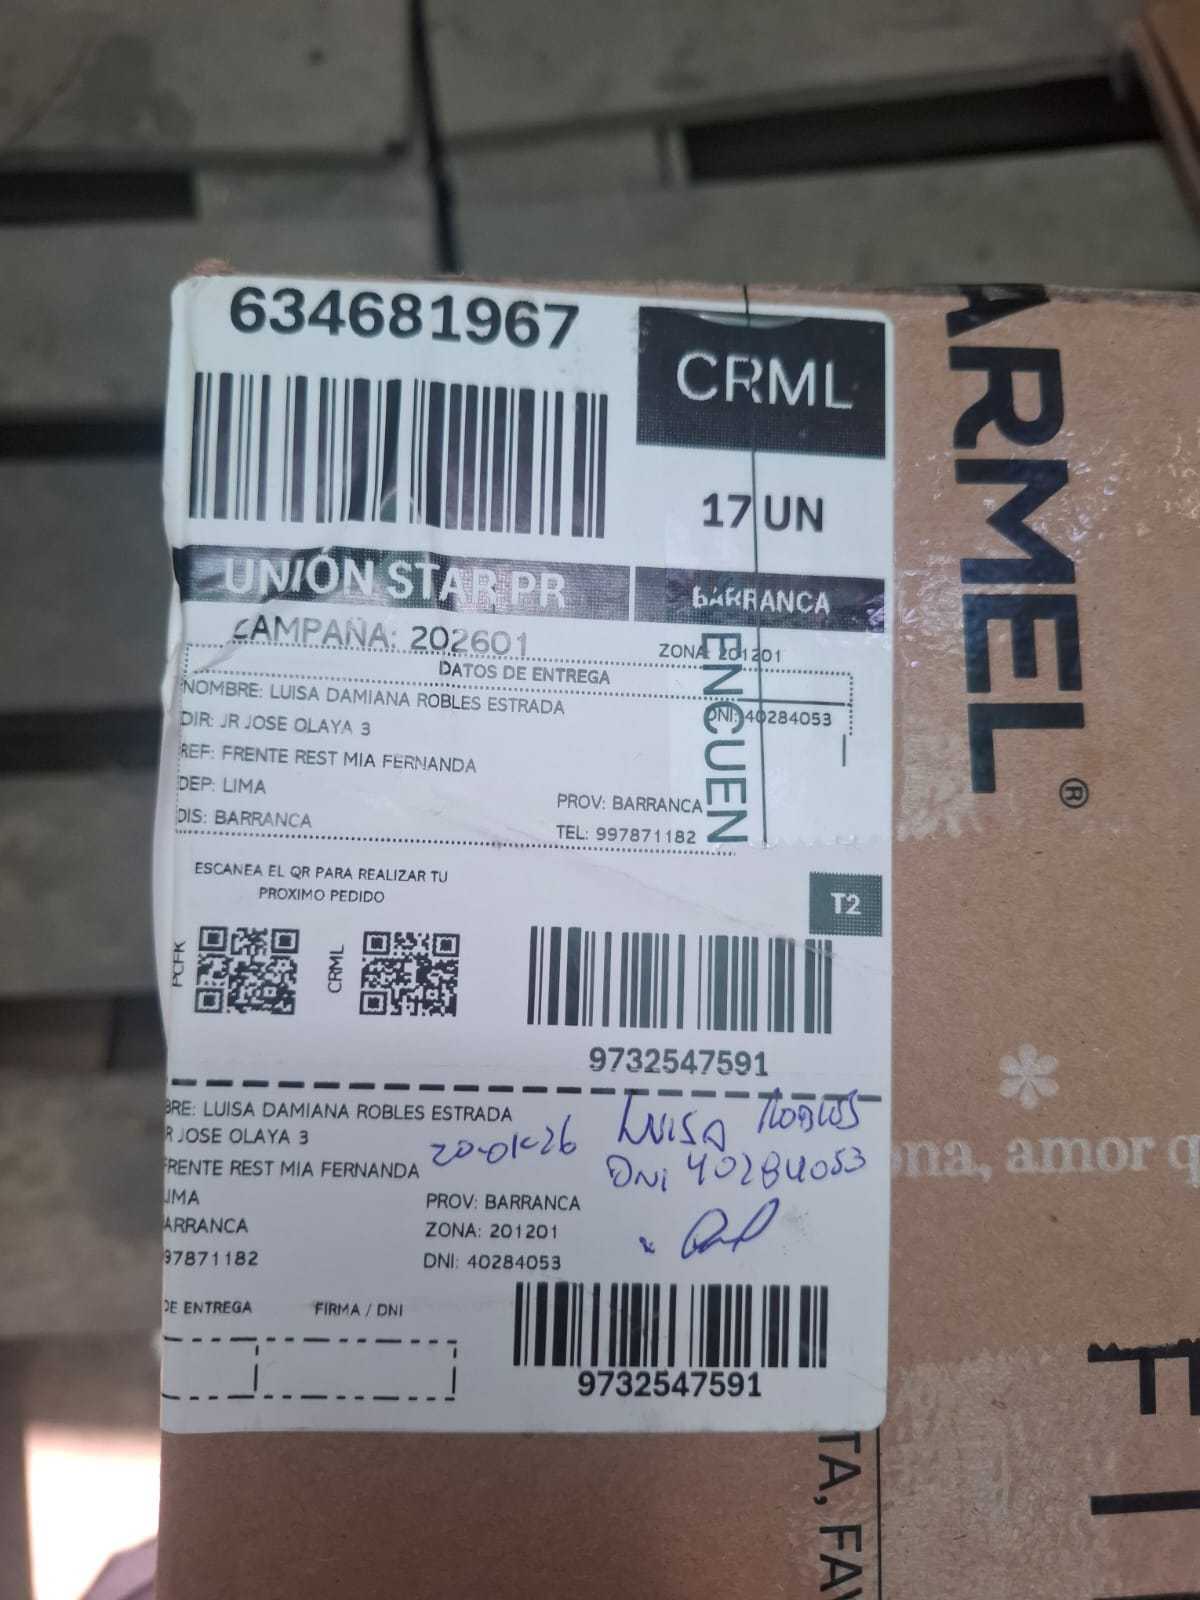 634681967
CRML
17 UN
UNIÓN STAR PR
BARRANCA
CAMPAÑA: 202601
ZONA: 201201
DATOS DE ENTREGA
NOMBRE: LUISA DAMIANA ROBLES ESTRADA
DNI: 40284053
DIR: JR JOSE OLAYA 3
REF: FRENTE REST MIA FERNANDA
DEP: LIMA
PROV: BARRANCA
DIS: BARRANCA
TEL: 997871182
ENCUEN
ESCANEA EL QR PARA REALIZAR TU
PROXIMO PEDIDO
T2
PCFK
CRML
9732547591
BRE: LUISA DAMIANA ROBLES ESTRADA
R JOSE OLAYA 3
FRENTE REST MIA FERNANDA
20-01-26
LUISA ROBLES
DNI 40284053
IMA
PROV: BARRANCA
ARRANCA
ZONA: 201201
97871182
DNI: 40284053
DE ENTREGA
FIRMA / DNI
9732547591
ARMEL®
ona, amor q
TA, FAV